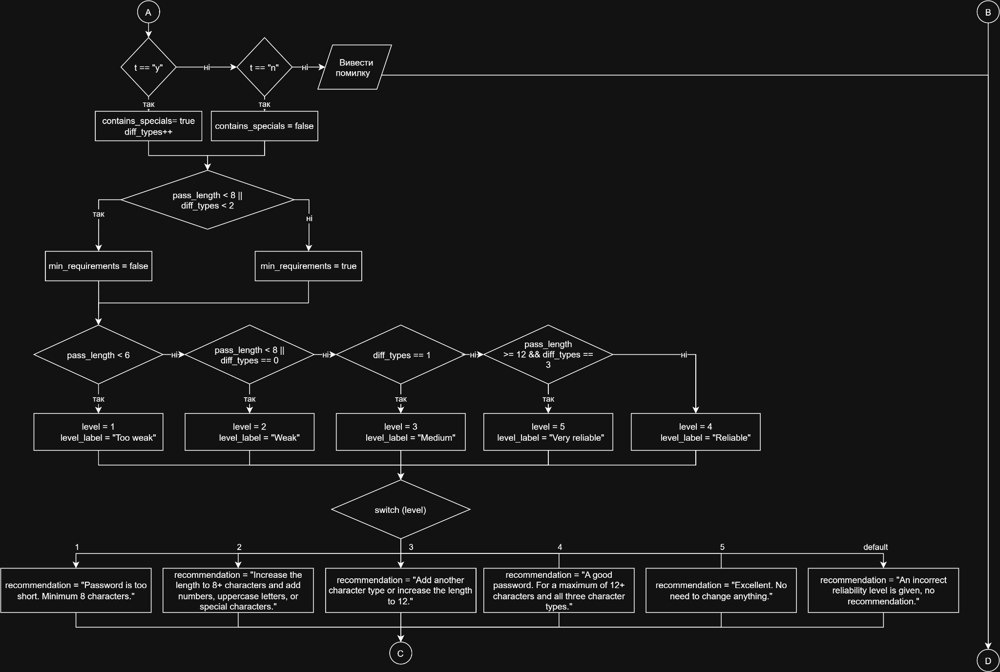 A
B
t == "y"
ні
t == "n"
ні
Вивести
помилку
так
так
contains_specials= true
diff_types++
contains_specials = false
pass_length < 8 ||
diff_types < 2
так
ні
min_requirements = false
min_requirements = true
pass_length < 6
ні
pass_length < 8 ||
diff_types == 0
ні
diff_types == 1
ні
pass_length
>= 12 && diff_types ==
3
ні
так
так
так
так
level = 1
level_label = "Too weak"
level = 2
level_label = "Weak"
level = 3
level_label = "Medium"
level = 5
level_label = "Very reliable"
level = 4
level_label = "Reliable"
switch (level)
1
2
3
4
5
default
recommendation = "Password is too
short. Minimum 8 characters."
recommendation = "Increase the
length to 8+ characters and add
numbers, uppercase letters, or
special characters."
recommendation = "Add another
character type or increase the length
to 12."
recommendation = "A good
password. For a maximum of 12+
characters and all three character
types."
recommendation = "Excellent. No
need to change anything."
recommendation = "An incorrect
reliability level is given, no
recommendation."
C
D